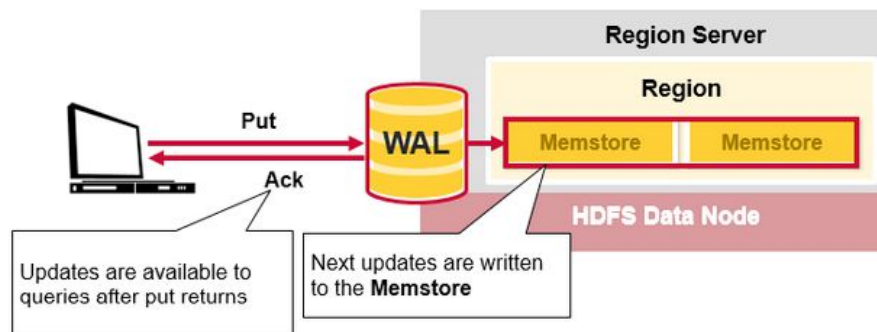 Region Server
Region
Put
WAL
Memstore
Memstore
Ack
HDFS Data Node
Updates are available to
queries after put returns
Next updates are written
to the Memstore